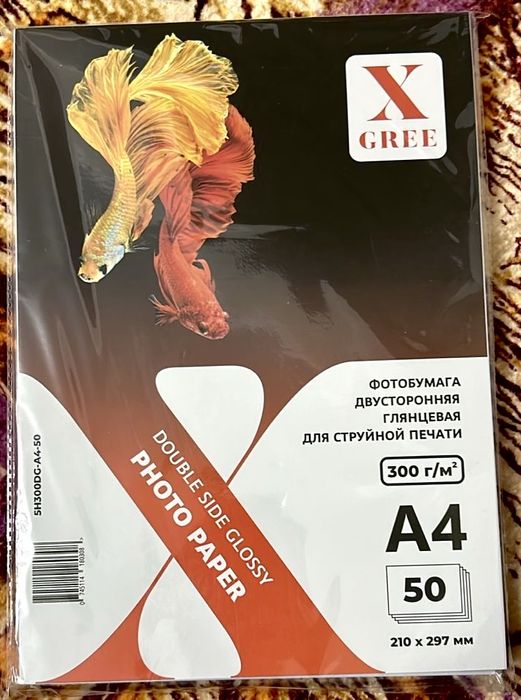 X
GREE
ФОТОБУМАГА
ДВУСТОРОННЯЯ
ГЛЯНЦЕВАЯ
ДЛЯ СТРУЙНОЙ ПЕЧАТИ
300 г/м²
A4
50
210 x 297 мм
DOUBLE SIDE GLOSSY
PHOTO PAPER
5H300DG-A4-50